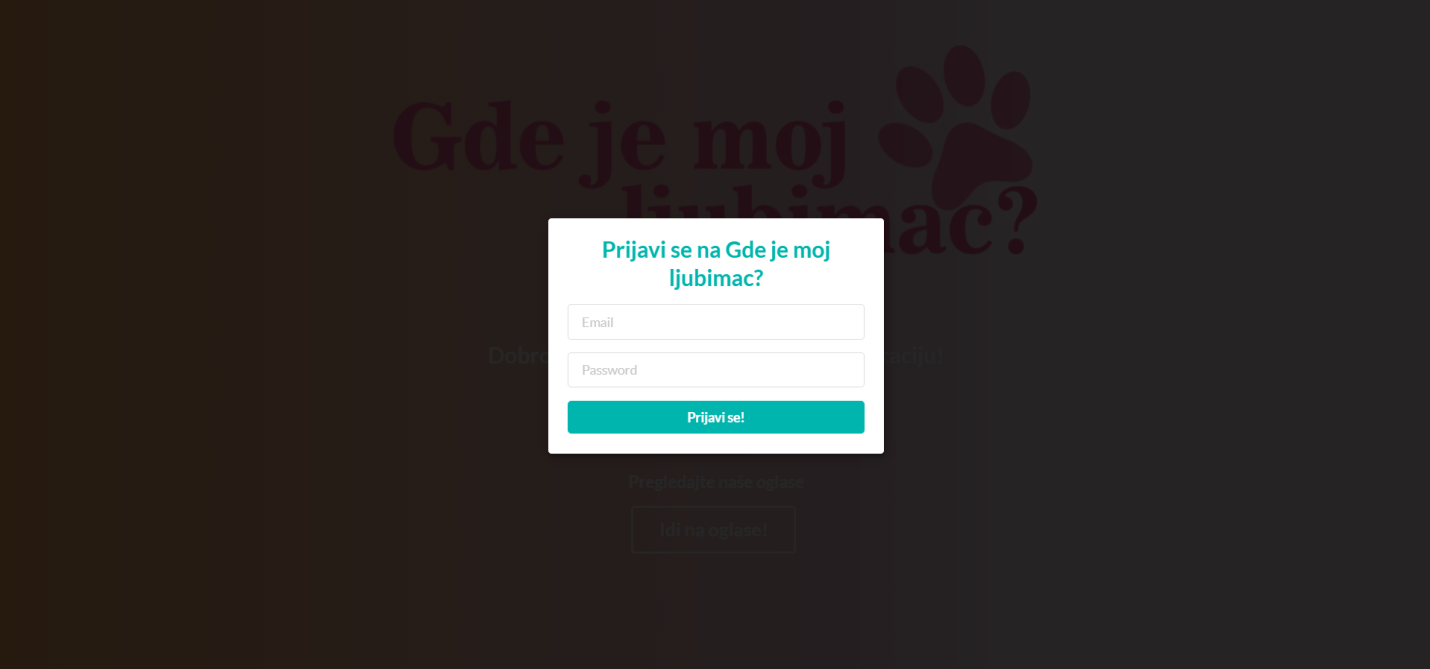 Gde je moj
ljubimac?
Prijavi se na Gde je moj
ljubimac?
Email
Password
Prijavi se!
Pregledajte naše oglase
Idi na oglase!